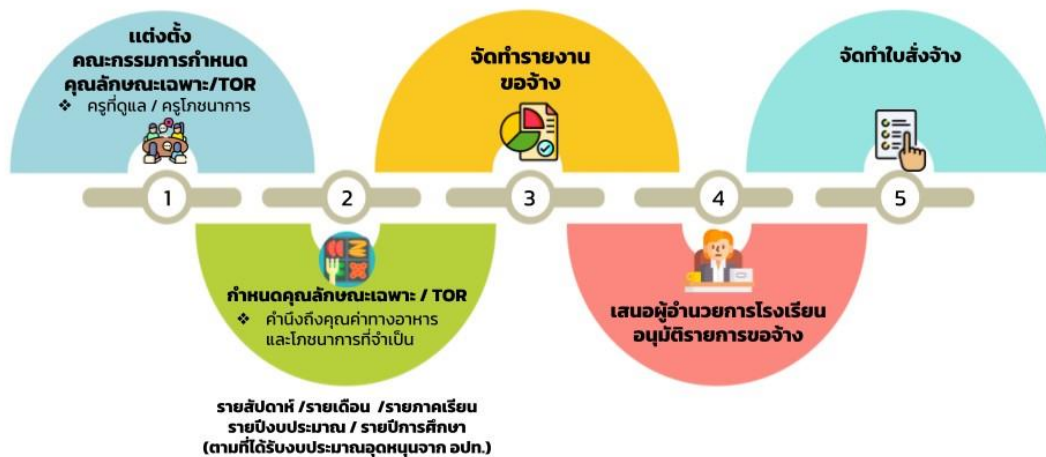 แต่งตั้ง
คณะกรรมการกำหนด
คุณลักษณะเฉพาะ/TOR
❖ ครูที่ดูแล / ครูโภชนาการ
1
2
กำหนดคุณลักษณะเฉพาะ / TOR
❖ คำนึงถึงคุณค่าทางอาหาร
และโภชนาการที่จำเป็น
รายสัปดาห์ /รายเดือน /รายภาคเรียน
รายปีงบประมาณ / รายปีการศึกษา
(ตามที่ได้รับงบประมาณอุดหนุนจาก อปท.)
จัดทำรายงาน
ขอจ้าง
3
4
เสนอผู้อำนวยการโรงเรียน
อนุมัติรายการขอจ้าง
จัดทำใบสั่งจ้าง
5